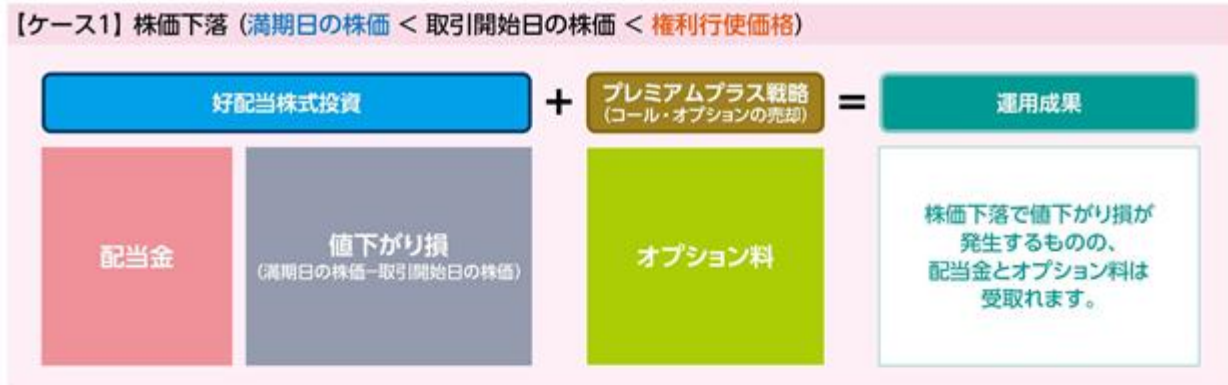 【ケース1】株価下落（満期日の株価 < 取引開始日の株価 < 権利行使価格）
好配当株式投資
+
プレミアムプラス戦略
（コール・オプションの売却）
=
運用成果
配当金
値下がり損
（満期日の株価−取引開始日の株価）
オプション料
株価下落で値下がり損が
発生するものの、
配当金とオプション料は
受取れます。